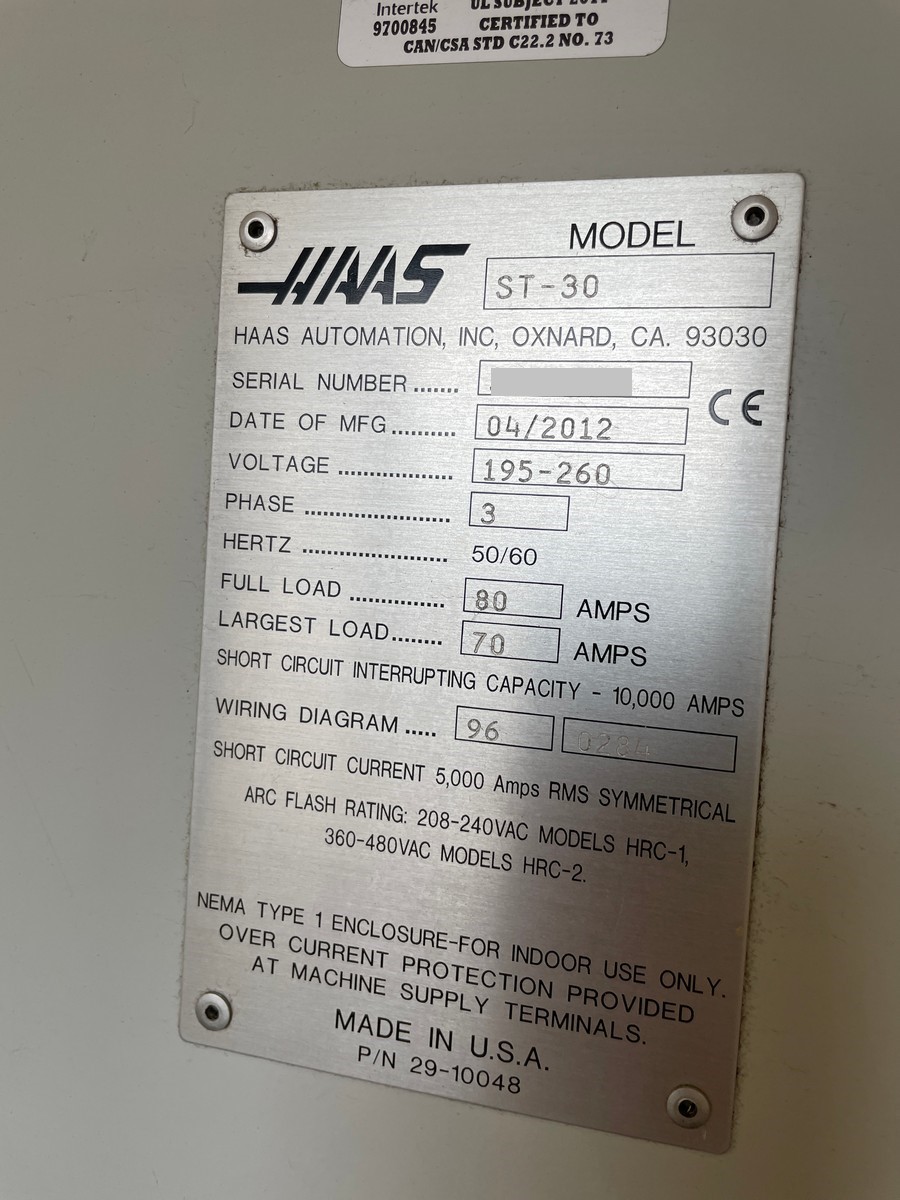 Intertek
9700845
UL SUBJECT 2011
CERTIFIED TO
CAN/CSA STD C22.2 NO. 73
MODEL
HAAS
ST-30
HAAS AUTOMATION, INC, OXNARD, CA. 93030
SERIAL NUMBER .......
CE
DATE OF MFG .......... 04/2012
VOLTAGE .................... 195-260
PHASE ......................... 3
HERTZ ......................... 50/60
FULL LOAD ................ 80 AMPS
LARGEST LOAD........ 70 AMPS
SHORT CIRCUIT INTERRUPTING CAPACITY - 10,000 AMPS
WIRING DIAGRAM ..... 96
SHORT CIRCUIT CURRENT 5,000 Amps RMS SYMMETRICAL
ARC FLASH RATING: 208-240VAC MODELS HRC-1,
360-480VAC MODELS HRC-2.
NEMA TYPE 1 ENCLOSURE-FOR INDOOR USE ONLY.
OVER CURRENT PROTECTION PROVIDED
AT MACHINE SUPPLY TERMINALS.
MADE IN U.S.A.
P/N 29-10048